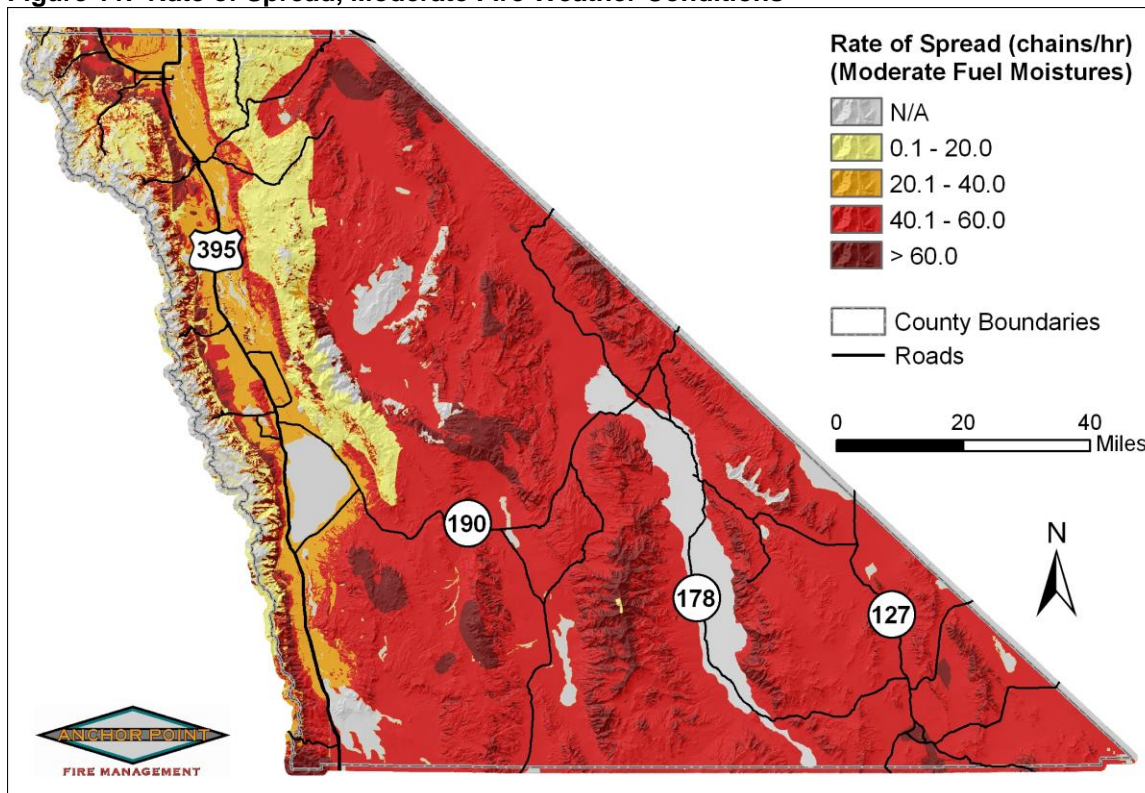 Rate of Spread (chains/hr)
(Moderate Fuel Moistures)
N/A
0.1 - 20.0
20.1 - 40.0
40.1 - 60.0
> 60.0
County Boundaries
Roads
0 20 40
Miles
N
395
190
178
127
ANCHOR POINT
FIRE MANAGEMENT